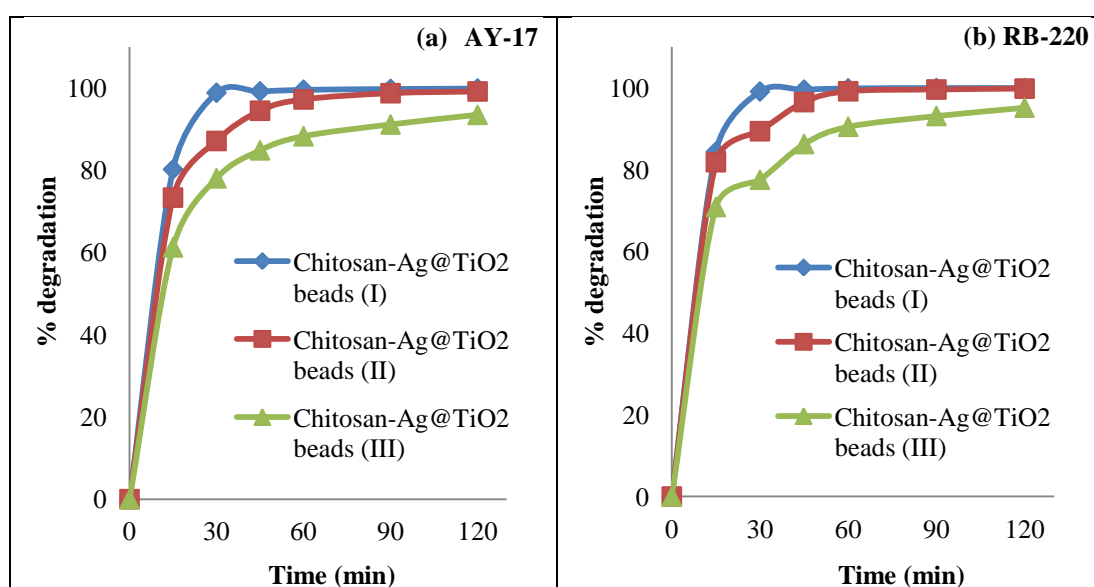 (a) AY-17
% degradation
100
80
60
40
20
0
0 30 60 90 120
Time (min)
Chitosan-Ag@TiO2
beads (I)
Chitosan-Ag@TiO2
beads (II)
Chitosan-Ag@TiO2
beads (III)
(b) RB-220
% degradation
100
80
60
40
20
0
0 30 60 90 120
Time (min)
Chitosan-Ag@TiO2
beads (I)
Chitosan-Ag@TiO2
beads (II)
Chitosan-Ag@TiO2
beads (III)